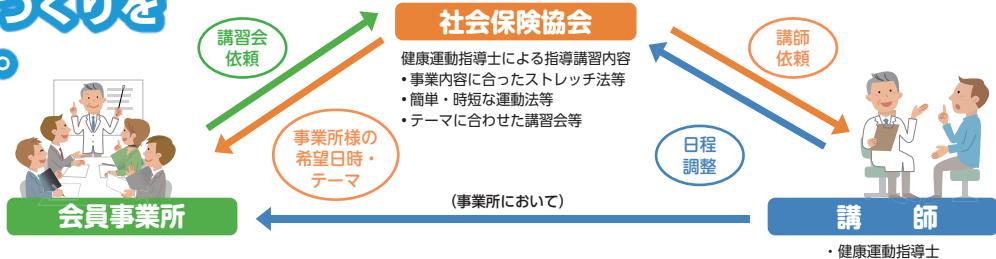 づくりを
。
社会保険協会
健康運動指導士による指導講習内容
•事業内容に合ったストレッチ法等
•簡単・時短な運動法等
•テーマに合わせた講習会等
講習会
依頼
事業所様の
希望日時・
テーマ
講師
依頼
日程
調整
（事業所において）
会員事業所
講　師
・健康運動指導士